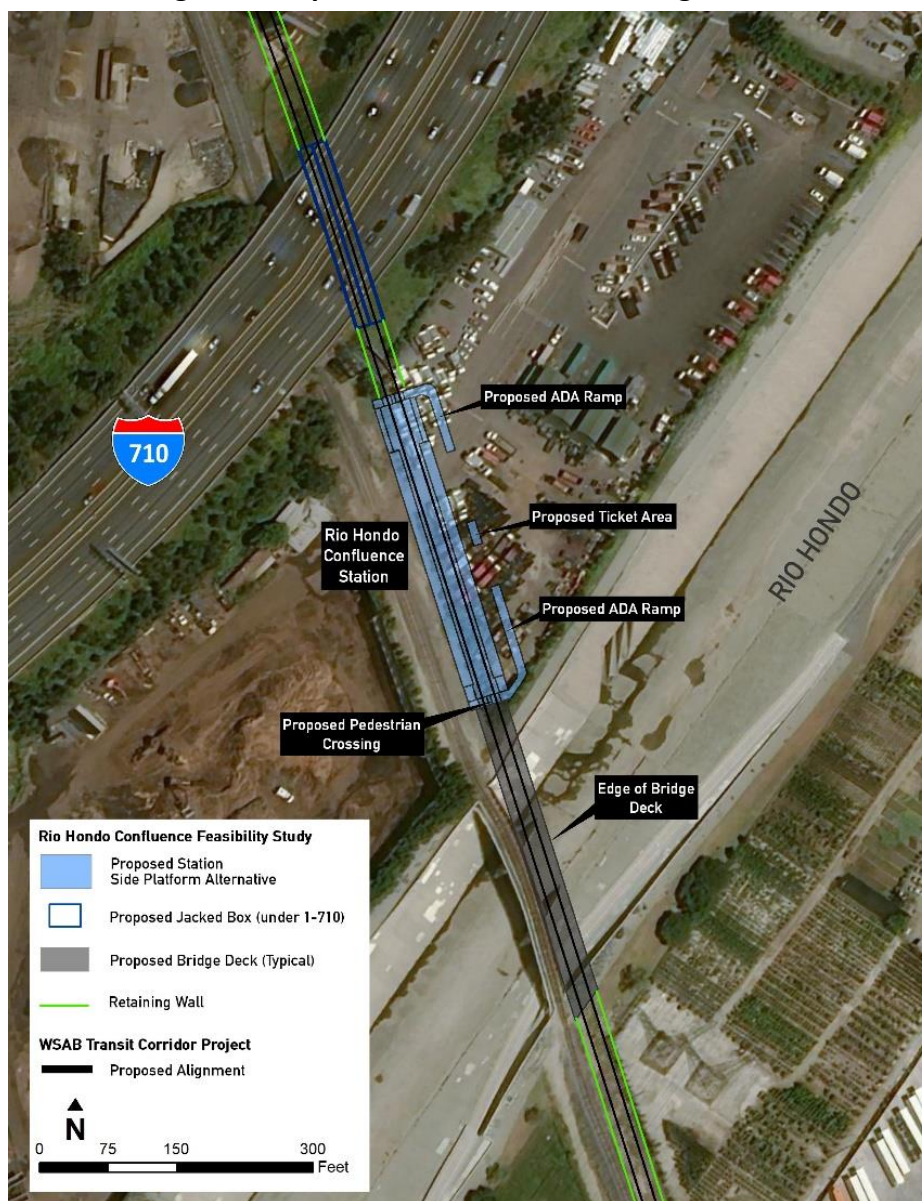 710
Proposed ADA Ramp
Proposed Ticket Area
Rio Hondo
Confluence
Station
Proposed ADA Ramp
RIO HONDO
Proposed Pedestrian
Crossing
Edge of Bridge
Deck
Rio Hondo Confluence Feasibility Study
Proposed Station
Side Platform Alternative
Proposed Jacked Box (under 1-710)
Proposed Bridge Deck (Typical)
Retaining Wall
WSAB Transit Corridor Project
Proposed Alignment
N
0 75 150 300
Feet